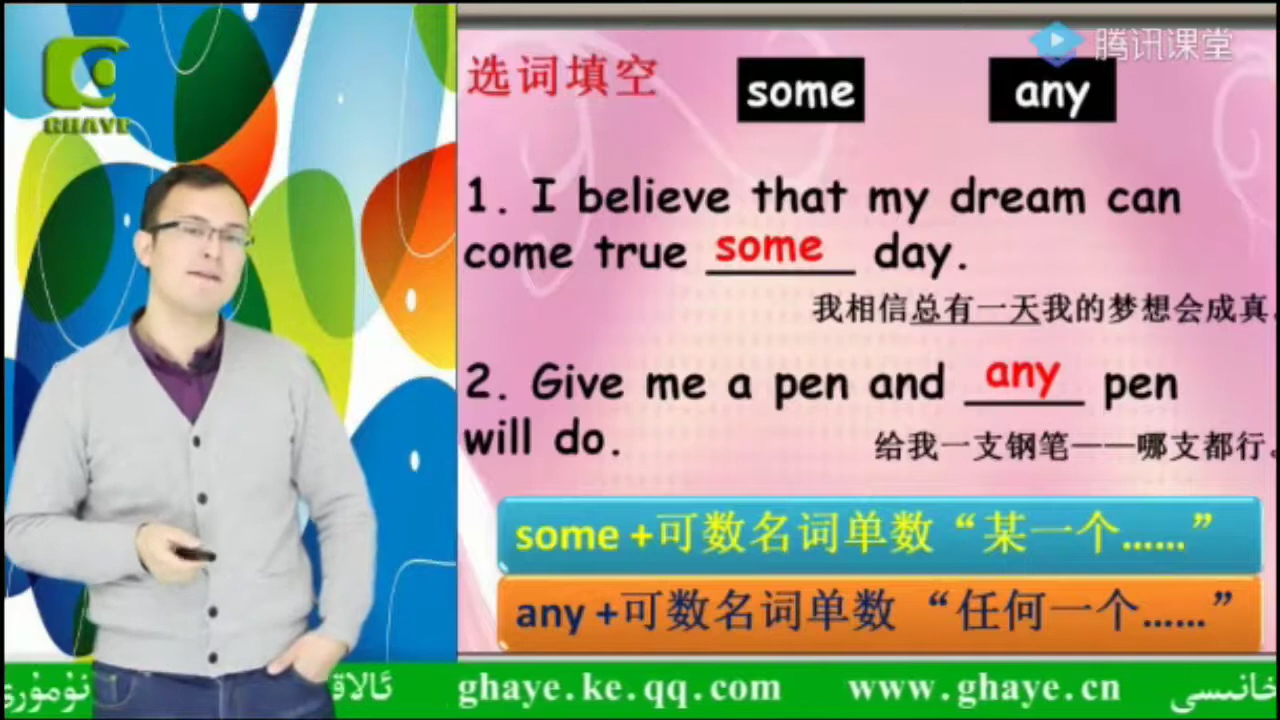 GHAYE
腾讯课堂
选词填空
some any
1. I believe that my dream can
come true some day.
我相信总有一天我的梦想会成真
2. Give me a pen and any pen
will do.
给我一支钢笔——哪支都行。
some +可数名词单数“某一个……”
any +可数名词单数 “任何一个……”
ghaye.ke.qq.com www.ghaye.cn